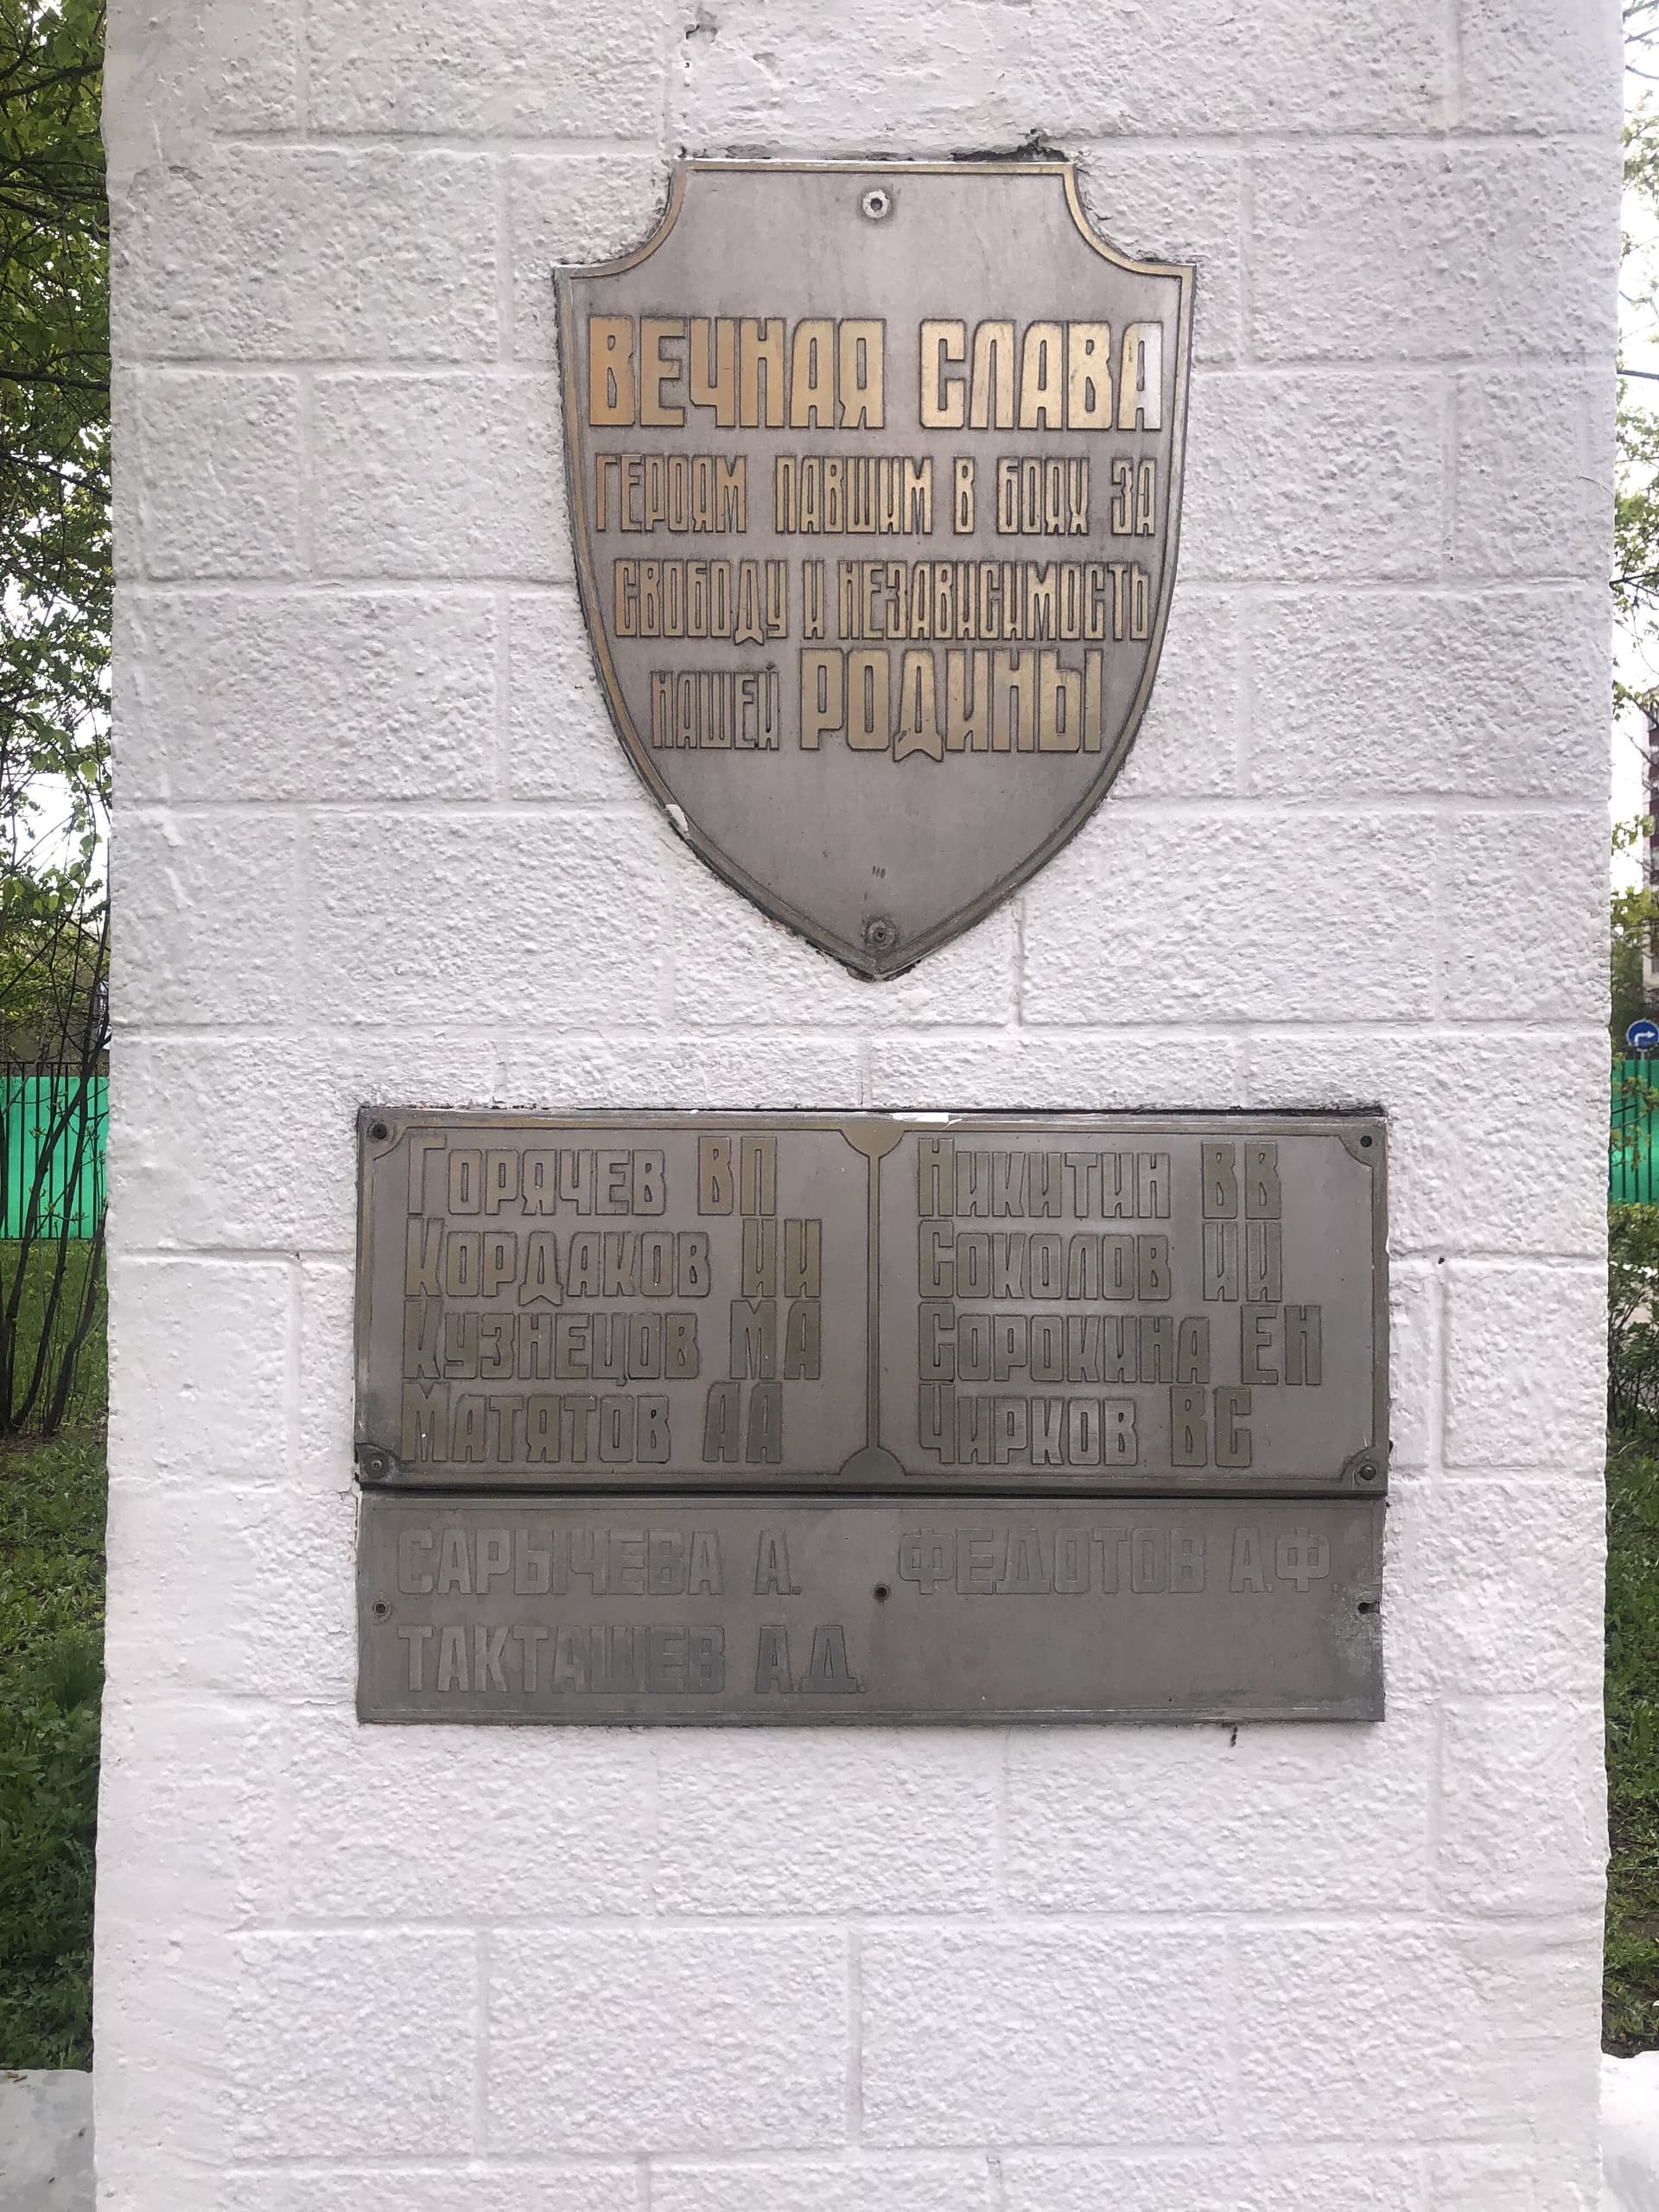 ВЕЧНАЯ СЛАВА
ГЕРОЯМ ПАВШИМ В БОЯХ ЗА
СВОБОДУ И НЕЗАВИСИМОСТЬ
НАШЕЙ РОДИНЫ
ГОРЯЧЕВ ВП
КОРДАКОВ ИИ
КУЗНЕЦОВ МА
МАТЯТОВ АА
НИКИТИН ВВ
СОКОЛОВ ИИ
СОРОКИНА ЕН
ЧИРКОВ ВС
САРЫЧЕВА А. ФЕДОТОВ А.Ф
ТАКТАШЕВ А.Д.